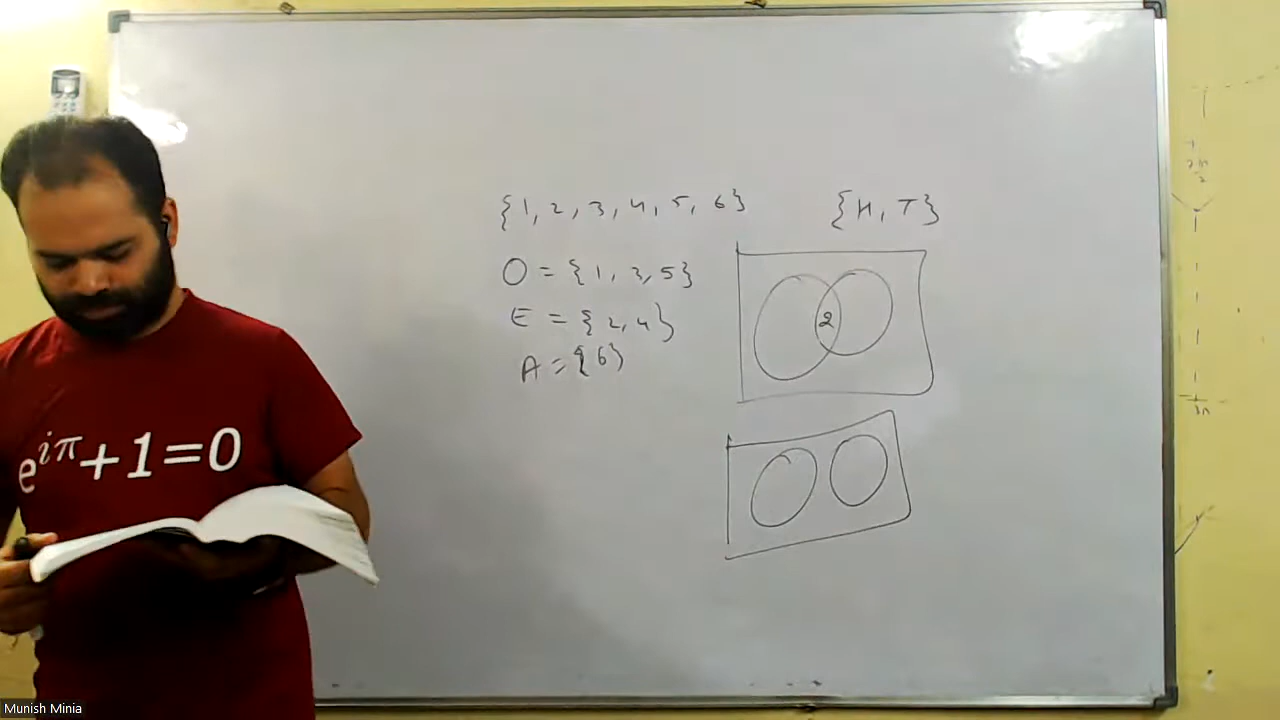 {1, 2, 3, 4, 5, 6}
{H, T}
O = {1, 3, 5}
E = {2, 4}
A = {6}
2
e^{iπ}+1=0
Munish Minia